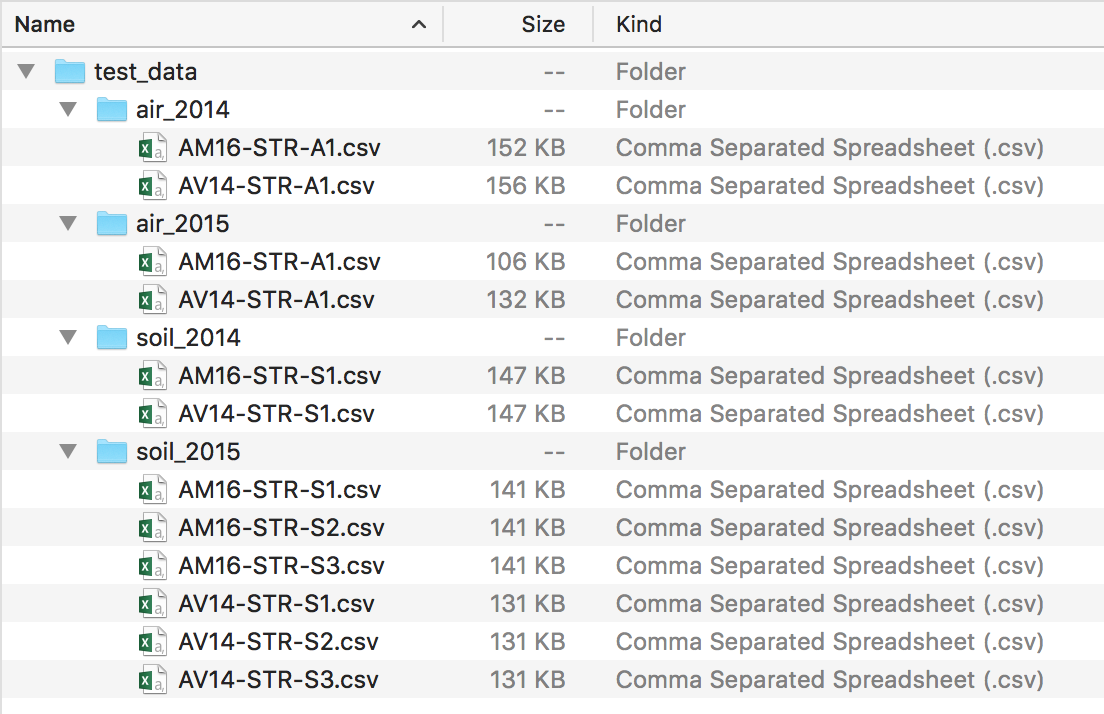 Name Size Kind
test_data -- Folder
air_2014 -- Folder
AM16-STR-A1.csv 152 KB Comma Separated Spreadsheet (.csv)
AV14-STR-A1.csv 156 KB Comma Separated Spreadsheet (.csv)
air_2015 -- Folder
AM16-STR-A1.csv 106 KB Comma Separated Spreadsheet (.csv)
AV14-STR-A1.csv 132 KB Comma Separated Spreadsheet (.csv)
soil_2014 -- Folder
AM16-STR-S1.csv 147 KB Comma Separated Spreadsheet (.csv)
AV14-STR-S1.csv 147 KB Comma Separated Spreadsheet (.csv)
soil_2015 -- Folder
AM16-STR-S1.csv 141 KB Comma Separated Spreadsheet (.csv)
AM16-STR-S2.csv 141 KB Comma Separated Spreadsheet (.csv)
AM16-STR-S3.csv 141 KB Comma Separated Spreadsheet (.csv)
AV14-STR-S1.csv 131 KB Comma Separated Spreadsheet (.csv)
AV14-STR-S2.csv 131 KB Comma Separated Spreadsheet (.csv)
AV14-STR-S3.csv 131 KB Comma Separated Spreadsheet (.csv)